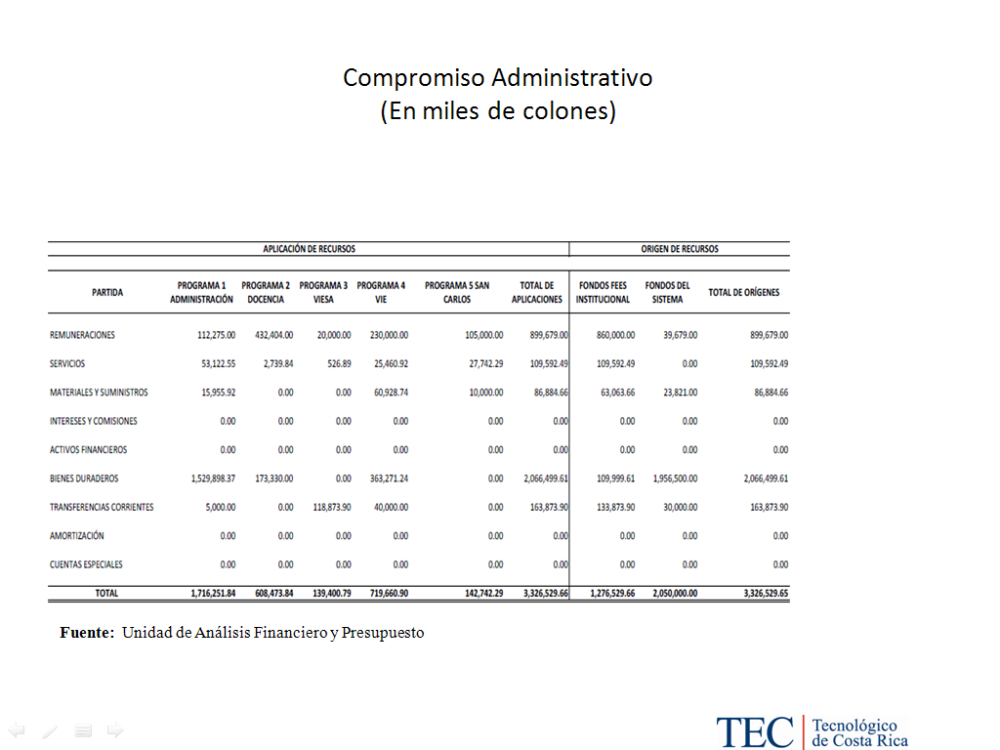 Compromiso Administrativo
(En miles de colones)
APLICACIÓN DE RECURSOS ORIGEN DE RECURSOS
PARTIDA PROGRAMA 1 ADMINISTRACIÓN PROGRAMA 2 DOCENCIA PROGRAMA 3 VIESA PROGRAMA 4 VIE PROGRAMA 5 SAN CARLOS TOTAL DE APLICACIONES FONDOS FEES INSTITUCIONAL FONDOS DEL SISTEMA TOTAL DE ORÍGENES
REMUNERACIONES 112,275.00 432,404.00 20,000.00 230,000.00 105,000.00 899,679.00 860,000.00 39,679.00 899,679.00
SERVICIOS 53,122.55 2,739.84 526.89 25,460.92 27,742.29 109,592.49 109,592.49 0.00 109,592.49
MATERIALES Y SUMINISTROS 15,955.92 0.00 0.00 60,928.74 10,000.00 86,884.66 63,063.66 23,821.00 86,884.66
INTERESES Y COMISIONES 0.00 0.00 0.00 0.00 0.00 0.00 0.00 0.00 0.00
ACTIVOS FINANCIEROS 0.00 0.00 0.00 0.00 0.00 0.00 0.00 0.00 0.00
BIENES DURADEROS 1,529,898.37 173,330.00 0.00 363,271.24 0.00 2,066,499.61 109,999.61 1,956,500.00 2,066,499.61
TRANSFERENCIAS CORRIENTES 5,000.00 0.00 118,873.90 40,000.00 0.00 163,873.90 133,873.90 30,000.00 163,873.90
AMORTIZACIÓN 0.00 0.00 0.00 0.00 0.00 0.00 0.00 0.00 0.00
CUENTAS ESPECIALES 0.00 0.00 0.00 0.00 0.00 0.00 0.00 0.00 0.00
TOTAL 1,716,251.84 608,473.84 139,400.79 719,660.90 142,742.29 3,326,529.66 1,276,529.66 2,050,000.00 3,326,529.65
Fuente: Unidad de Análisis Financiero y Presupuesto
TEC Tecnológico
de Costa Rica